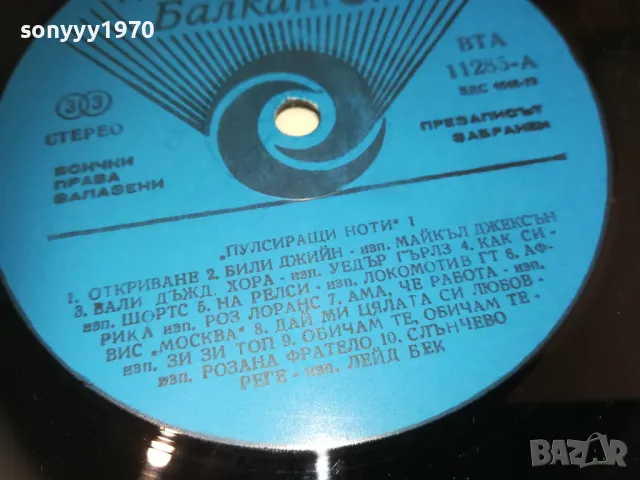 sonyyy1970
Балкантон
ВТА
11285-А
33
СТЕРЕО
ВСИЧКИ
ПРАВА
ЗАПАЗЕНИ
ПРЕЗАПИСЪТ
ЗАБРАНЕН
„ПУЛСИРАЩИ НОТИ" I
1. ОТКРИВАНЕ 2. БИЛИ ДЖИЙН - изп. МАЙКЪЛ ДЖЕКСЪН
3. ВАЛИ ДЪЖД, ХОРА - изп. УЕДЪР ГЪРЛЗ 4. КАК СИ -
изп. ШОРТС 5. НА РЕЛСИ - изп. ЛОКОМОТИВ ГТ 6. АФ-
РИКА изп. РОЗ ЛОРАНС 7. АМА, ЧЕ РАБОТА - изп.
ВИС „МОСКВА" 8. ДАЙ МИ ЦЯЛАТА СИ ЛЮБОВ -
изп. ЗИ ЗИ ТОП 9. ОБИЧАМ ТЕ, ОБИЧАМ ТЕ -
изп. РОЗАНА ФРАТЕЛО 10. СЛЪНЧЕВО
РЕГЕ - изп. ЛЕЙД БЕК
BAZAR